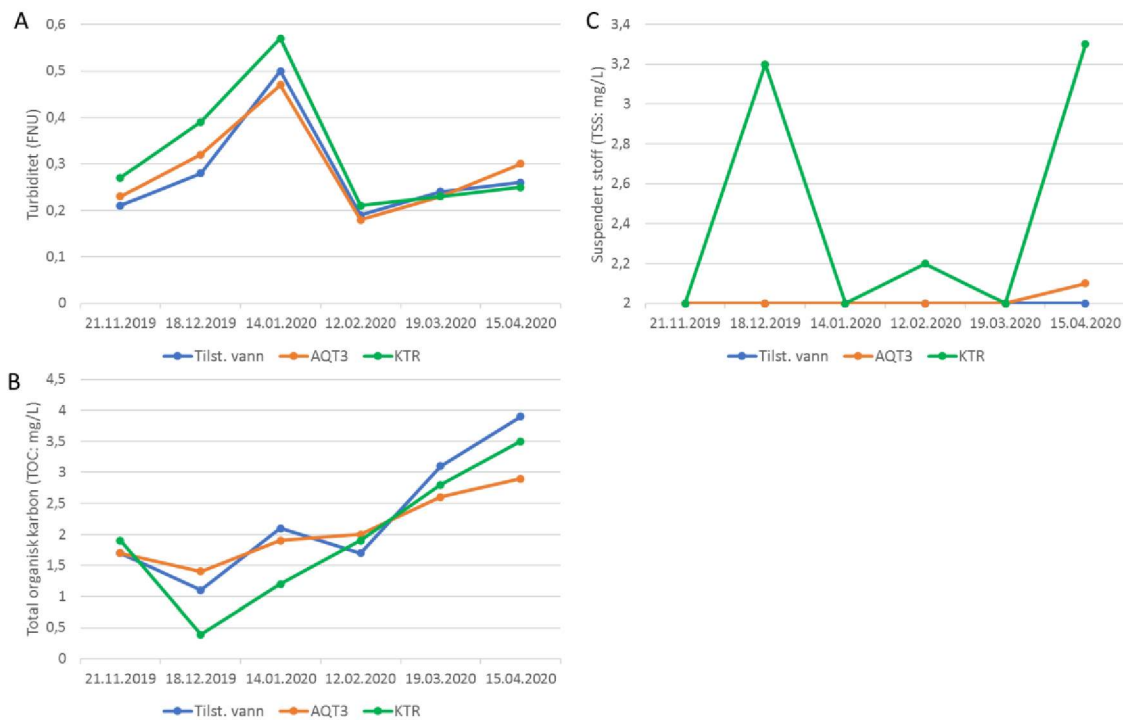 A
Turbiditet (FNU)
0,6
0,5
0,4
0,3
0,2
0,1
0
21.11.2019 18.12.2019 14.01.2020 12.02.2020 19.03.2020 15.04.2020
Tilst. vann AQT3 KTR
C
Suspendert stoff (TSS: mg/L)
3,4
3,2
3
2,8
2,6
2,4
2,2
2
21.11.2019 18.12.2019 14.01.2020 12.02.2020 19.03.2020 15.04.2020
Tilst. vann AQT3 KTR
B
Total organisk karbon (TOC: mg/L)
4,5
4
3,5
3
2,5
2
1,5
1
0,5
0
21.11.2019 18.12.2019 14.01.2020 12.02.2020 19.03.2020 15.04.2020
Tilst. vann AQT3 KTR